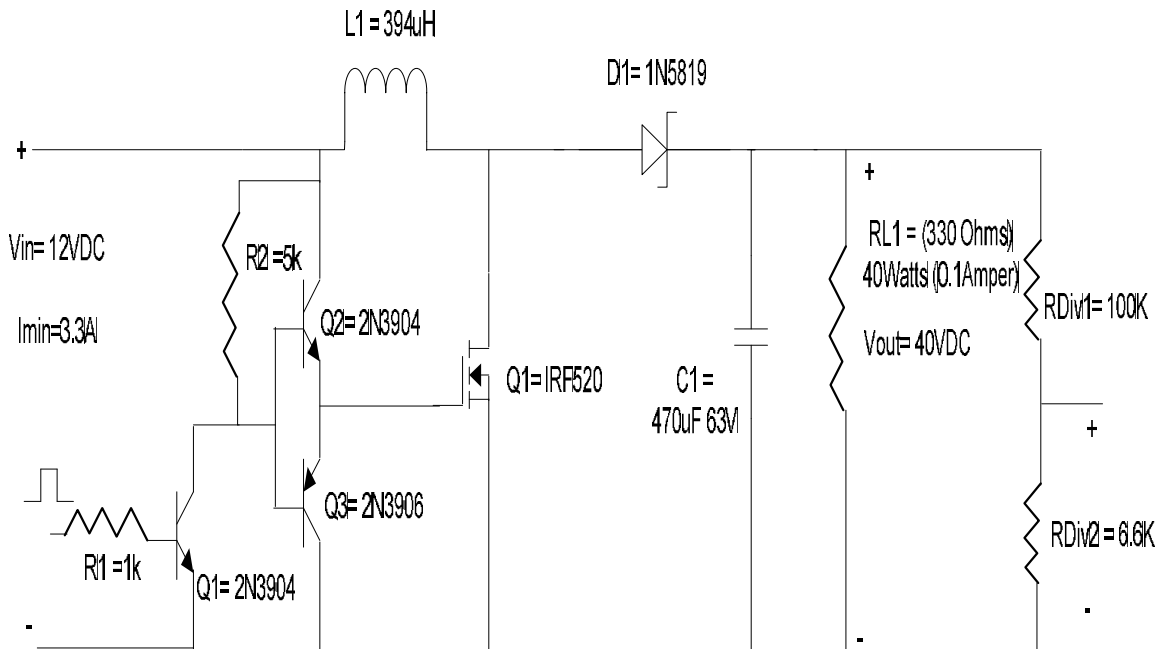 L1 = 394uH
D1= 1N5819
+
Vin= 12VDC
Imin=3.3A
R2 =5k
Q2= 2N3904
Q1= IRF520
C1 =
470uF 63V
+
RL1 = (330 Ohms)
40Watts (0.1Amper)
Vout= 40VDC
RDiv1= 100K
+
Q3= 2N3906
R1 =1k
Q1= 2N3904
RDiv2 = 6.6K
-
-
-